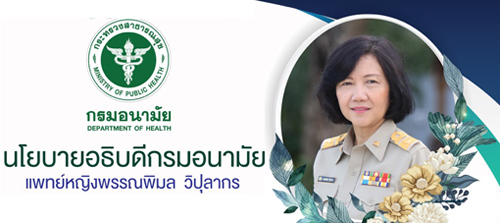 กระทรวงสาธารณสุข
MINISTRY OF PUBLIC HEALTH
กรมอนามัย
DEPARTMENT OF HEALTH
นโยบายอธิบดีกรมอนามัย
แพทย์หญิงพรรณพิมล วิปุลากร